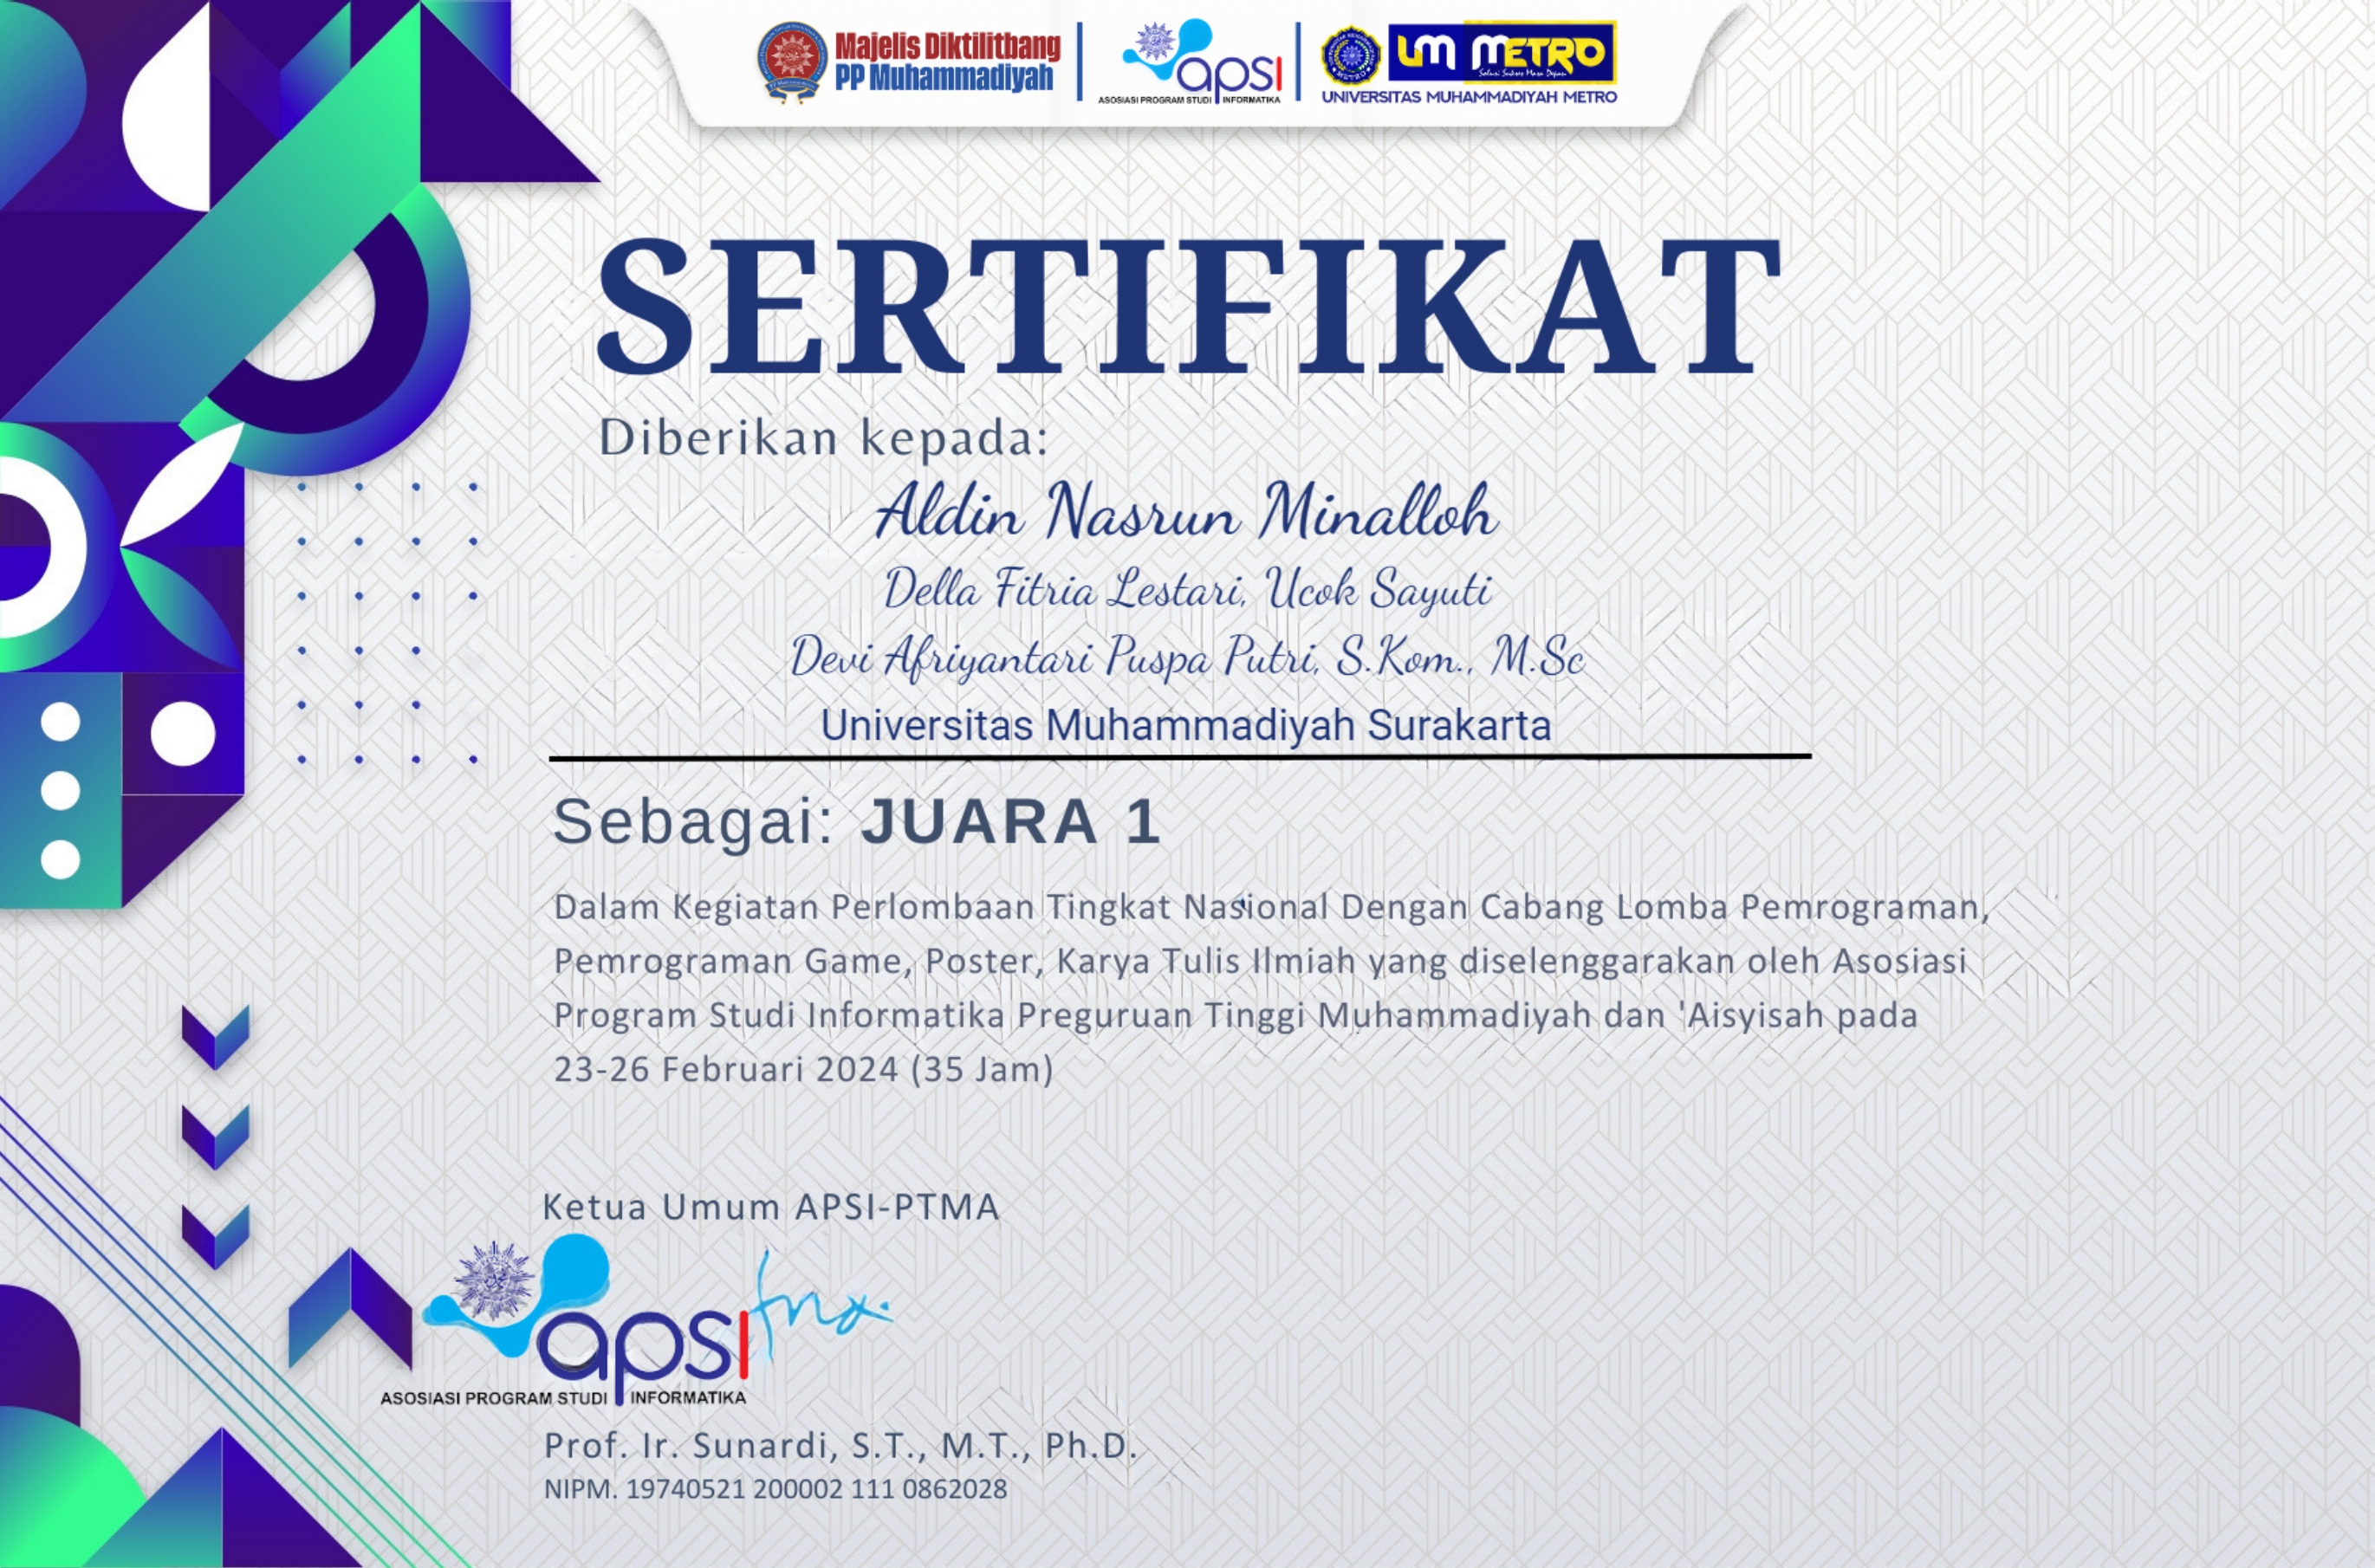 Majelis Diktilitbang
PP Muhammadiyah
apsi
ASOSIASI PROGRAM STUDI INFORMATIKA
UM METRO
Solusi Sukses Masa Depan
UNIVERSITAS MUHAMMADIYAH METRO
SERTIFIKAT
Diberikan kepada:
Aldin Nasrun Minalloh
Della Fitria Lestari, Ucok Sayuti
Devi Afriyantari Puspa Putri, S.Kom., M.Sc
Universitas Muhammadiyah Surakarta
Sebagai: JUARA 1
Dalam Kegiatan Perlombaan Tingkat Nasional Dengan Cabang Lomba Pemrograman,
Pemrograman Game, Poster, Karya Tulis Ilmiah yang diselenggarakan oleh Asosiasi
Program Studi Informatika Preguruan Tinggi Muhammadiyah dan 'Aisyisah pada
23-26 Februari 2024 (35 Jam)
Ketua Umum APSI-PTMA
apsi
ASOSIASI PROGRAM STUDI INFORMATIKA
Prof. Ir. Sunardi, S.T., M.T., Ph.D.
NIPM. 19740521 200002 111 0862028